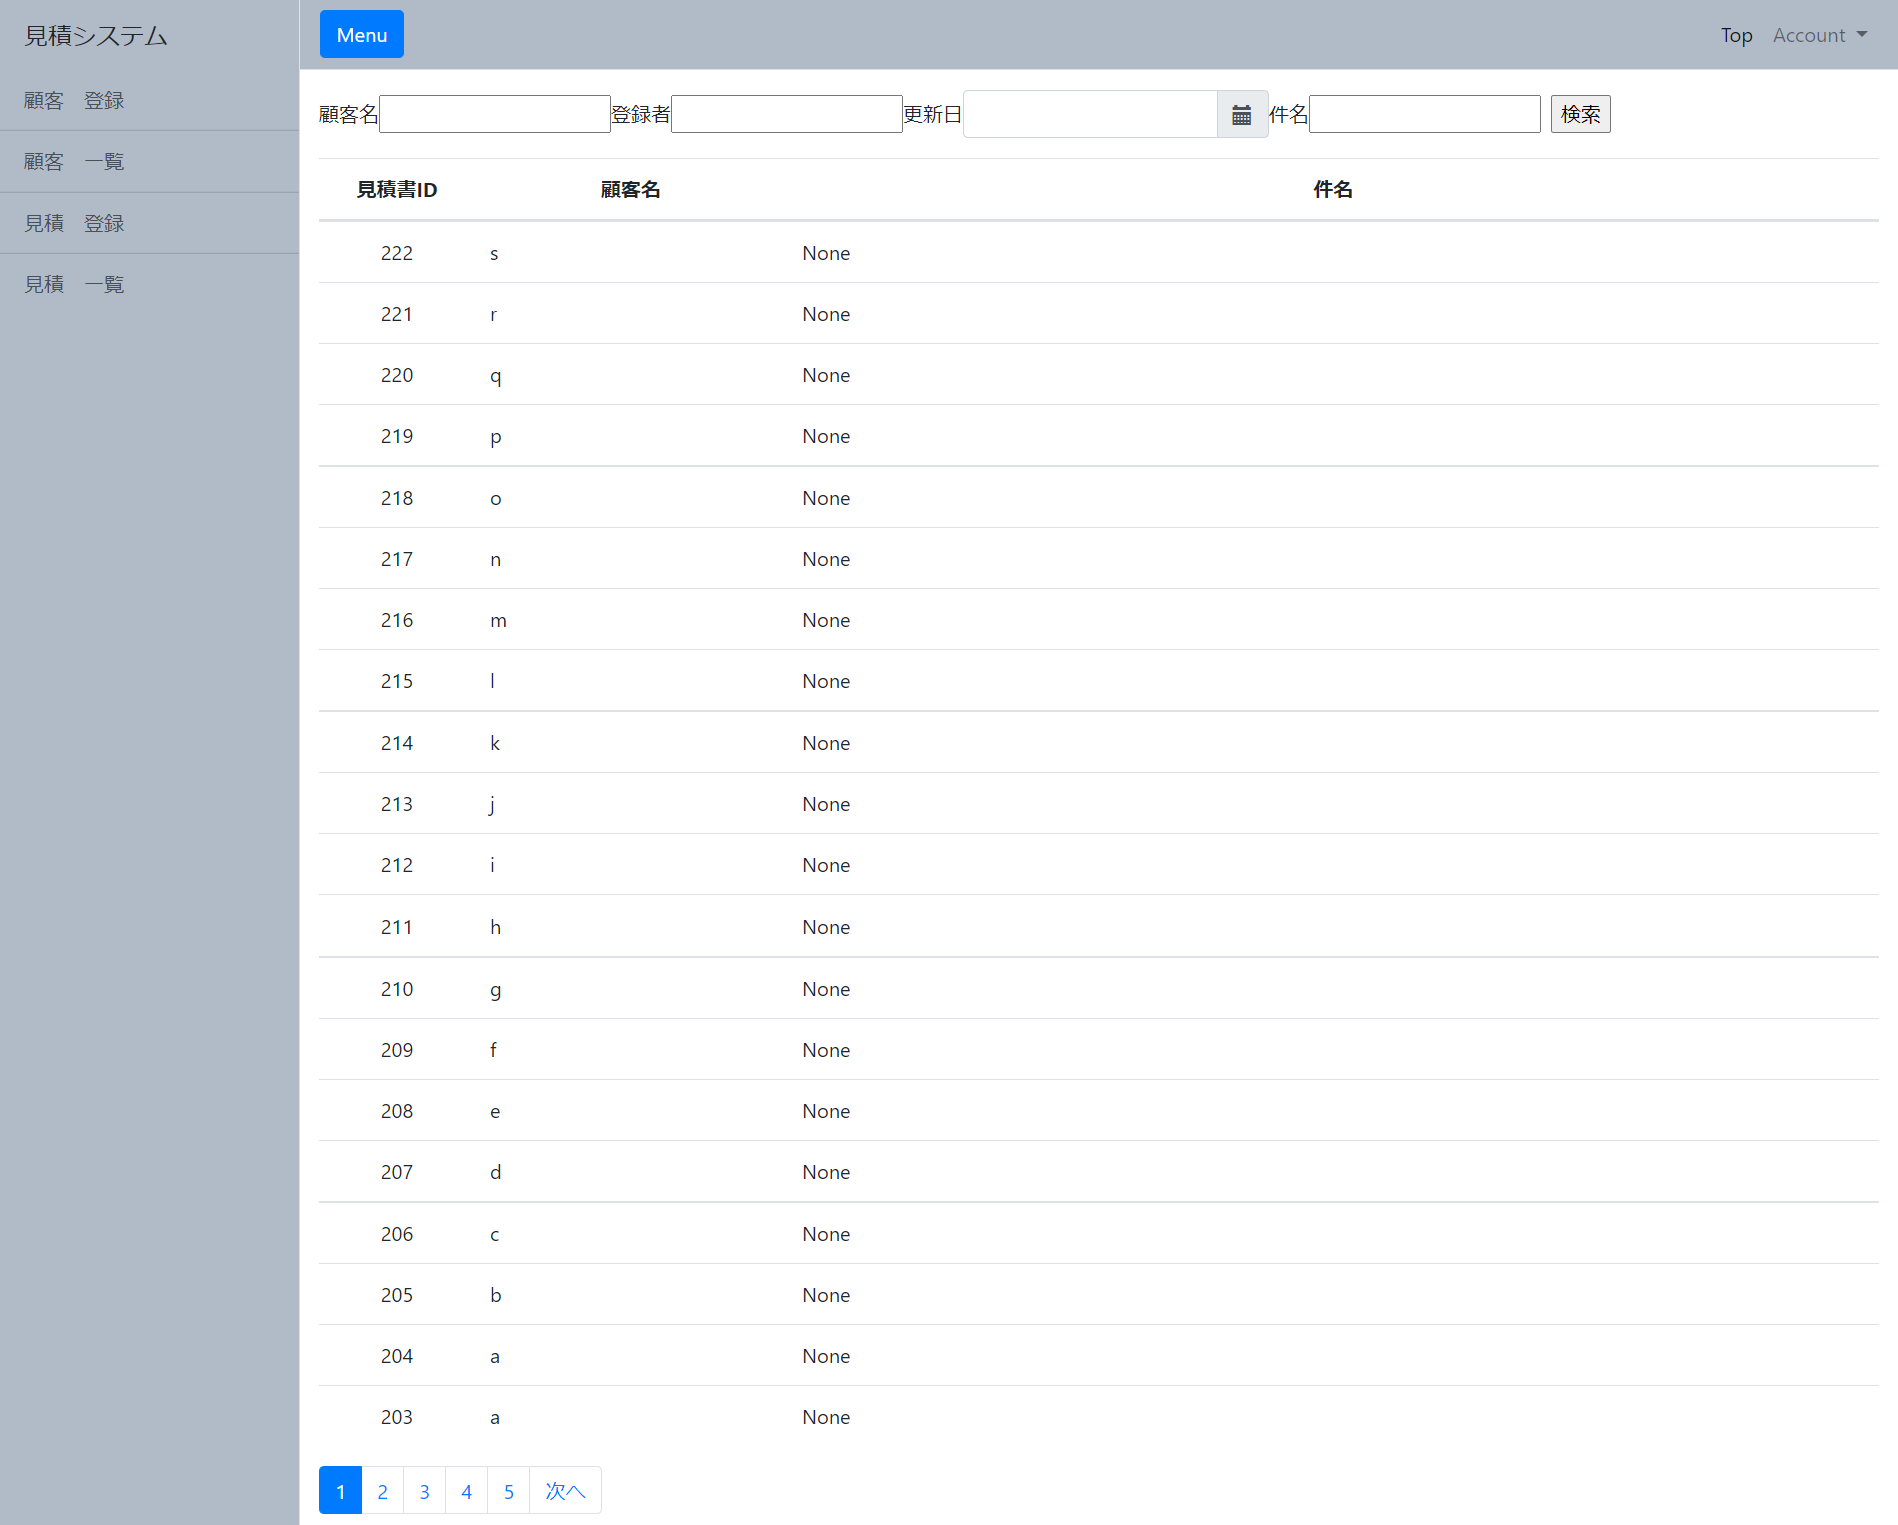 見積システム
顧客　登録
顧客　一覧
見積　登録
見積　一覧
Menu
Top Account
顧客名 登録者 更新日 件名 検索
見積書ID 顧客名 件名
222 s None
221 r None
220 q None
219 p None
218 o None
217 n None
216 m None
215 l None
214 k None
213 j None
212 i None
211 h None
210 g None
209 f None
208 e None
207 d None
206 c None
205 b None
204 a None
203 a None
1 2 3 4 5 次へ